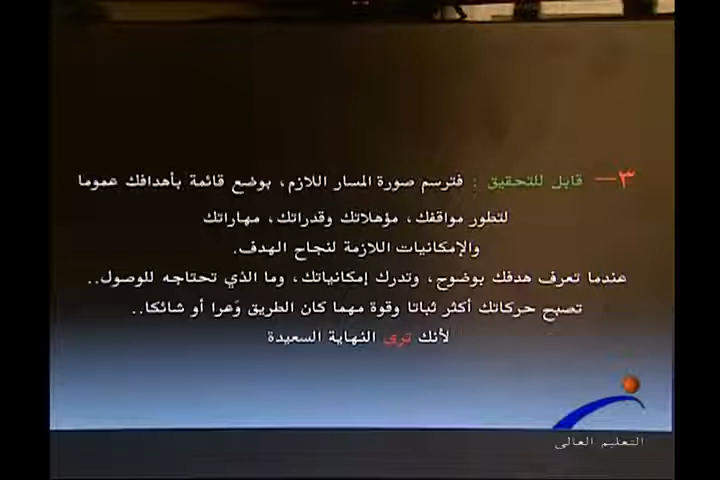 ٣– قابل للتحقيق : فترسم صورة المسار اللازم، بوضع قائمة بأهدافك عموما
لتطور مواقفك، مؤهلاتك وقدراتك، مهاراتك
والإمكانيات اللازمة لنجاح الهدف.
عندما تعرف هدفك بوضوح، وتدرك إمكانياتك، وما الذي تحتاجه للوصول..
تصبح حركاتك أكثر ثباتا وقوة مهما كان الطريق وَعرا أو شائكا..
لأنك ترى النهاية السعيدة
التعليم العالى